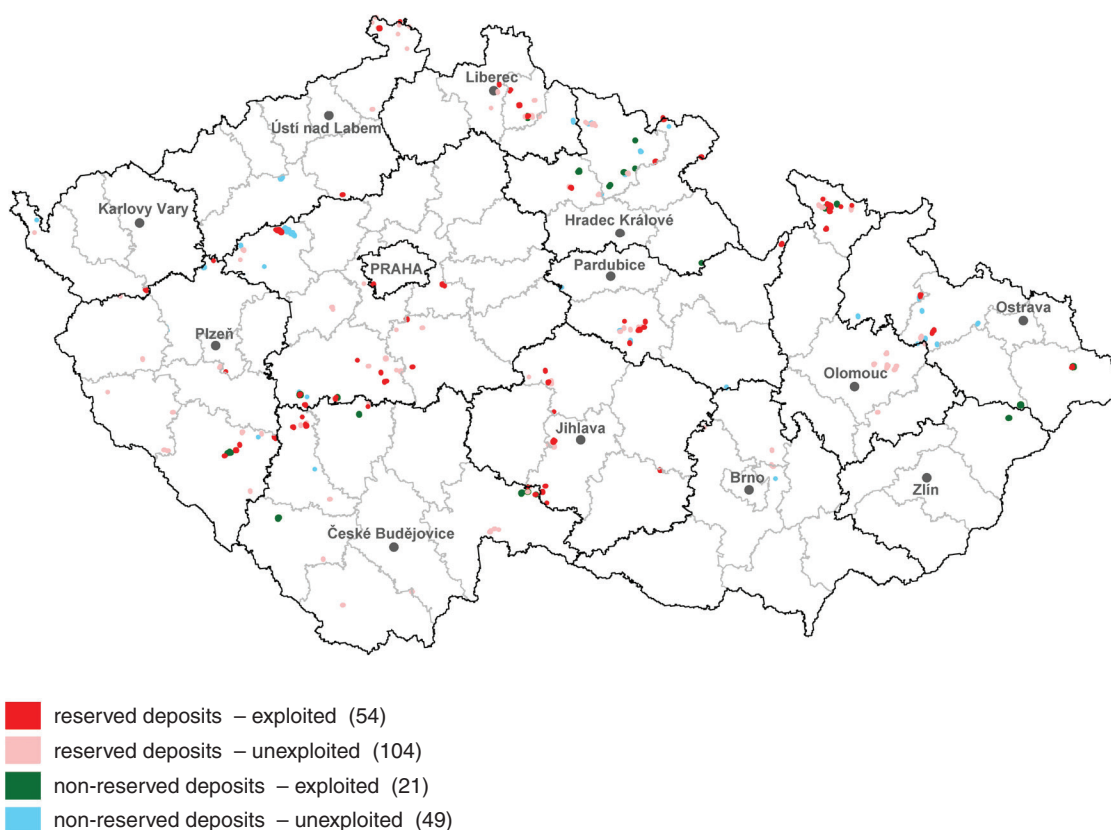 Liberec
Ústí nad Labem
Karlovy Vary
Hradec Králové
PRAHA
Pardubice
Ostrava
Plzeň
Olomouc
Jihlava
Brno
Zlín
České Budějovice
reserved deposits – exploited (54)
reserved deposits – unexploited (104)
non-reserved deposits – exploited (21)
non-reserved deposits – unexploited (49)